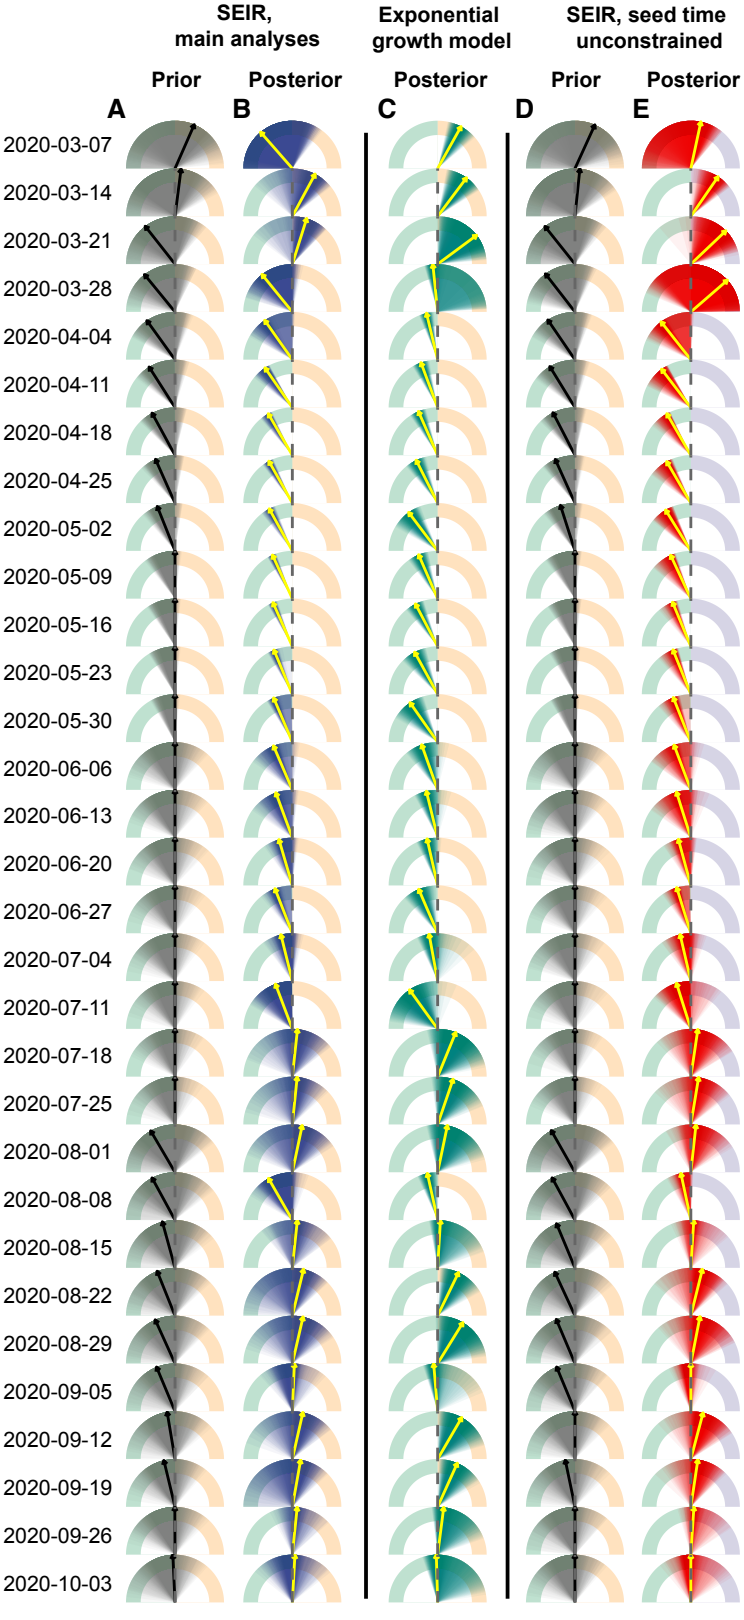 SEIR,
main analyses
Exponential
growth model
SEIR, seed time
unconstrained
Prior
Posterior
Posterior
Prior
Posterior
A
B
C
D
E
2020-03-07
2020-03-14
2020-03-21
2020-03-28
2020-04-04
2020-04-11
2020-04-18
2020-04-25
2020-05-02
2020-05-09
2020-05-16
2020-05-23
2020-05-30
2020-06-06
2020-06-13
2020-06-20
2020-06-27
2020-07-04
2020-07-11
2020-07-18
2020-07-25
2020-08-01
2020-08-08
2020-08-15
2020-08-22
2020-08-29
2020-09-05
2020-09-12
2020-09-19
2020-09-26
2020-10-03